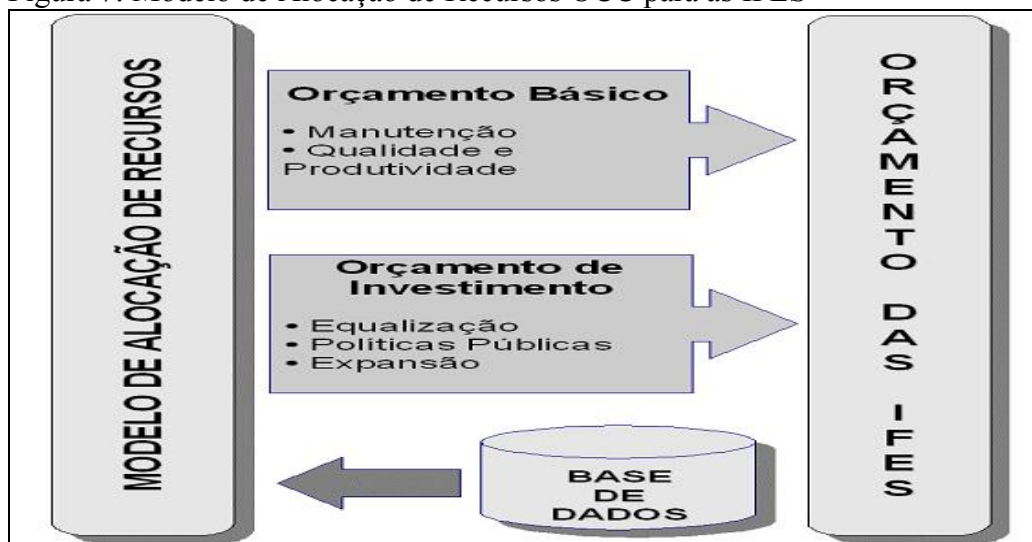 Figura 7: Modelo de Alocação de Recursos OCC para as IFES
MODELO DE ALOCAÇÃO DE RECURSOS
Orçamento Básico
• Manutenção
• Qualidade e
Produtividade
Orçamento de
Investimento
• Equalização
• Políticas Públicas
• Expansão
BASE
DE
DADOS
ORÇAMENTO DAS IFES